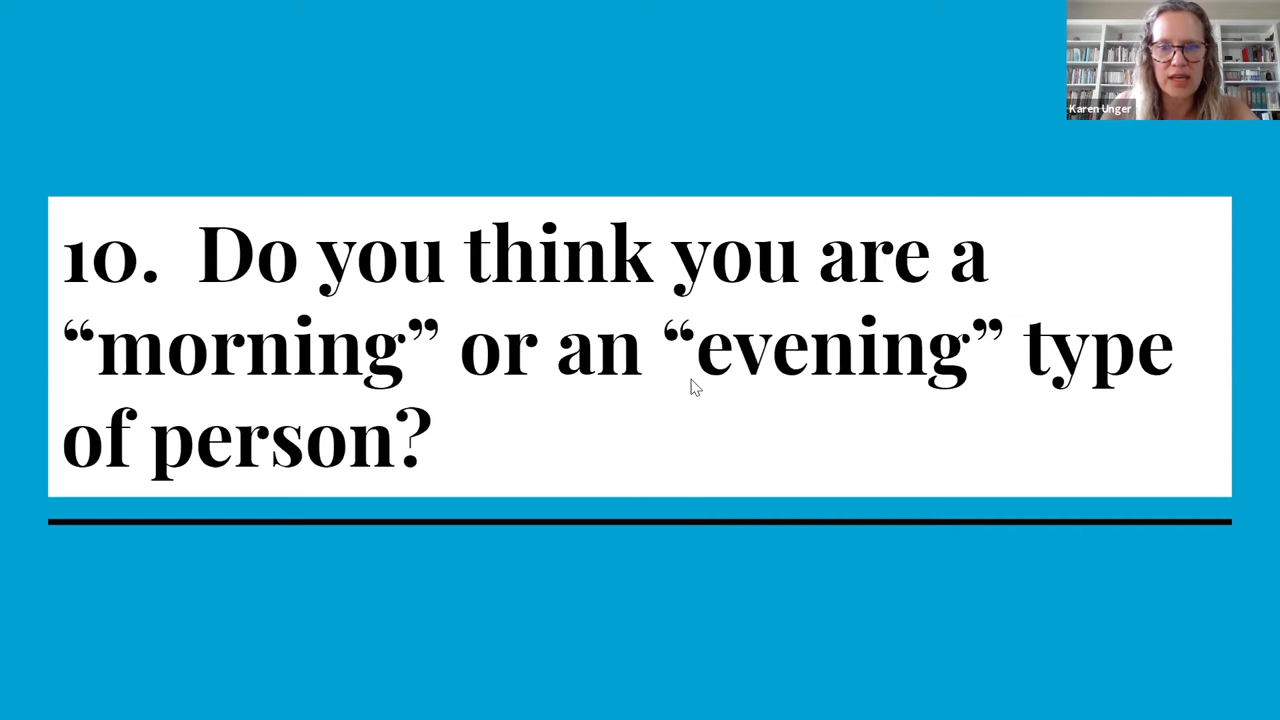 Karen Unger
10. Do you think you are a
“morning” or an “evening” type
of person?